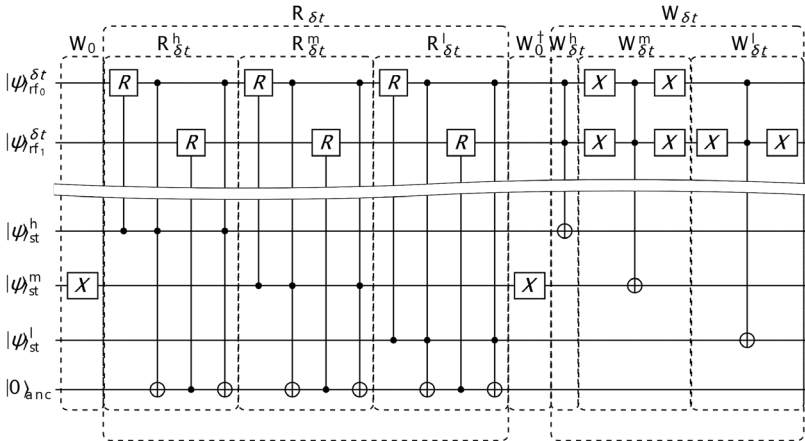 R_δt W_δt
W_0 R^h_δt R^m_δt R^l_δt W_0^† W^h_δt W^m_δt W^l_δt
|ψ⟩^δt_rf_0 R R R X X
|ψ⟩^δt_rf_1 R R R X X X X
|ψ⟩^h_st
|ψ⟩^m_st X X
|ψ⟩^l_st
|0⟩_anc